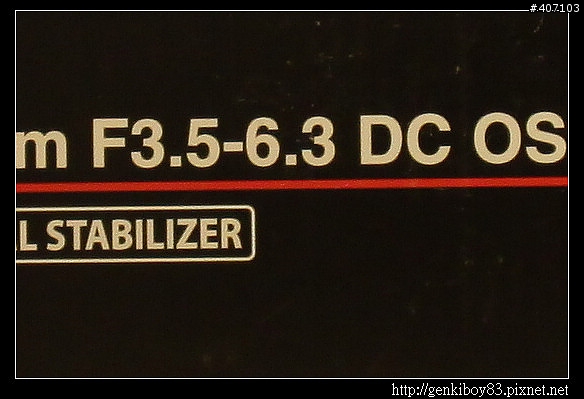 #.407103
m F3.5-6.3 DC OS
L STABILIZER
http://genkiboy83.pixnet.net